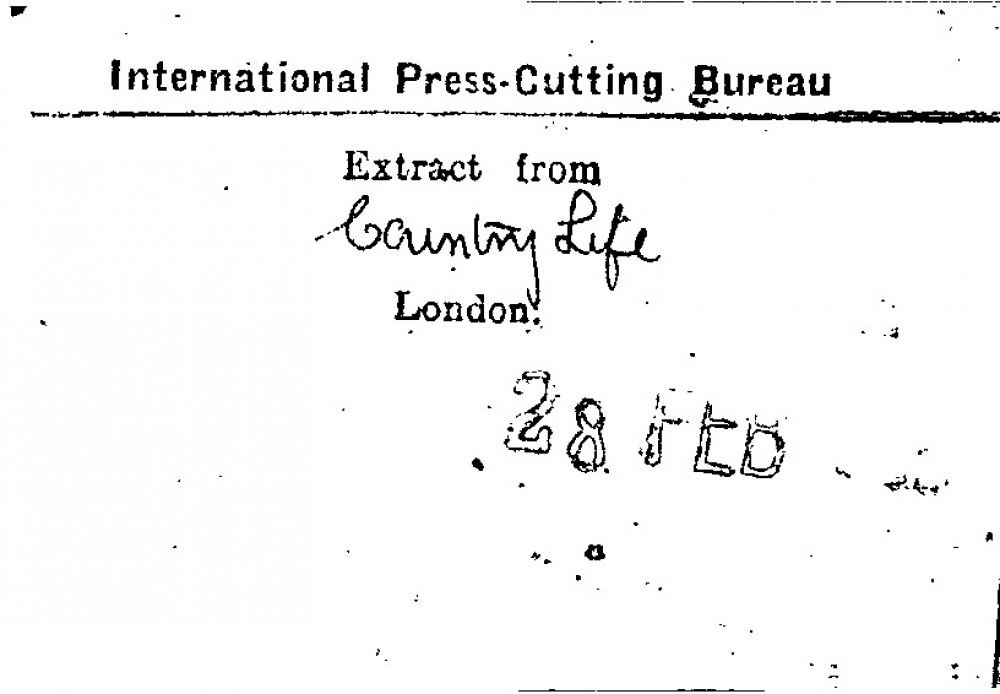 International Press-Cutting Bureau
Extract from
Country Life
London.
28 FEB